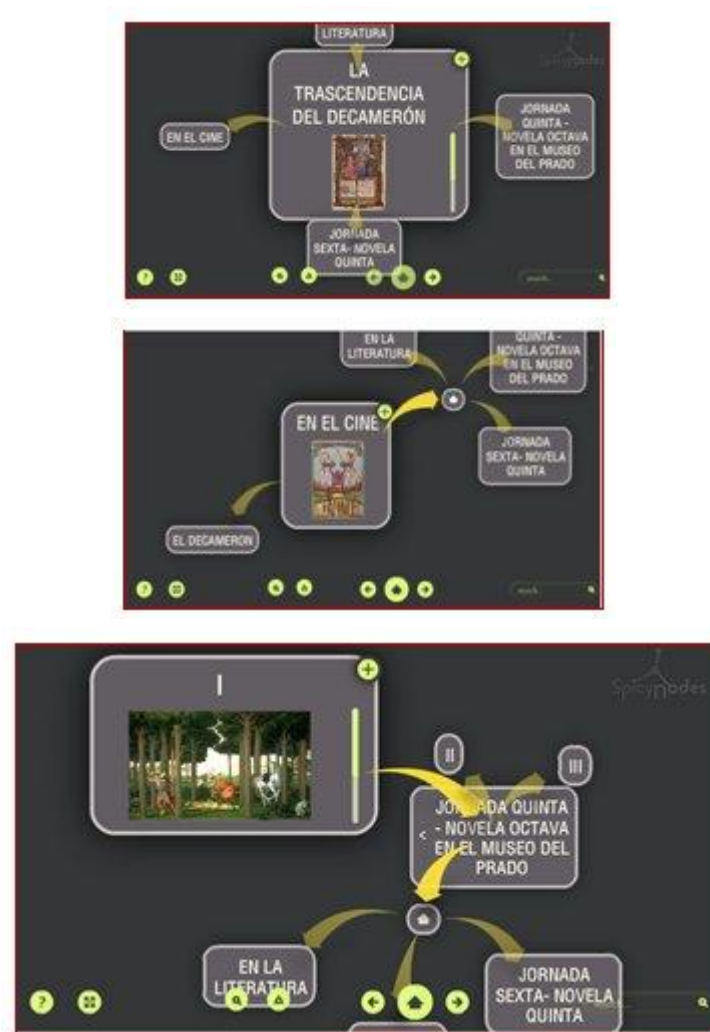 LITERATURA
Spicynodes
LA
TRASCENDENCIA
DEL DECAMERÓN
EN EL CINE
JORNADA
QUINTA -
NOVELA OCTAVA
EN EL MUSEO
DEL PRADO
JORNADA
SEXTA- NOVELA
QUINTA
?
EN LA
LITERATURA
QUINTA -
NOVELA OCTAVA
EN EL MUSEO
DEL PRADO
EN EL CINE
JORNADA
SEXTA- NOVELA
QUINTA
EL DECAMERON
?
I
Spicynodes
II
III
JORNADA QUINTA
- NOVELA OCTAVA
< EN EL MUSEO DEL
PRADO
EN LA
LITERATURA
JORNADA
SEXTA- NOVELA
QUINTA
?